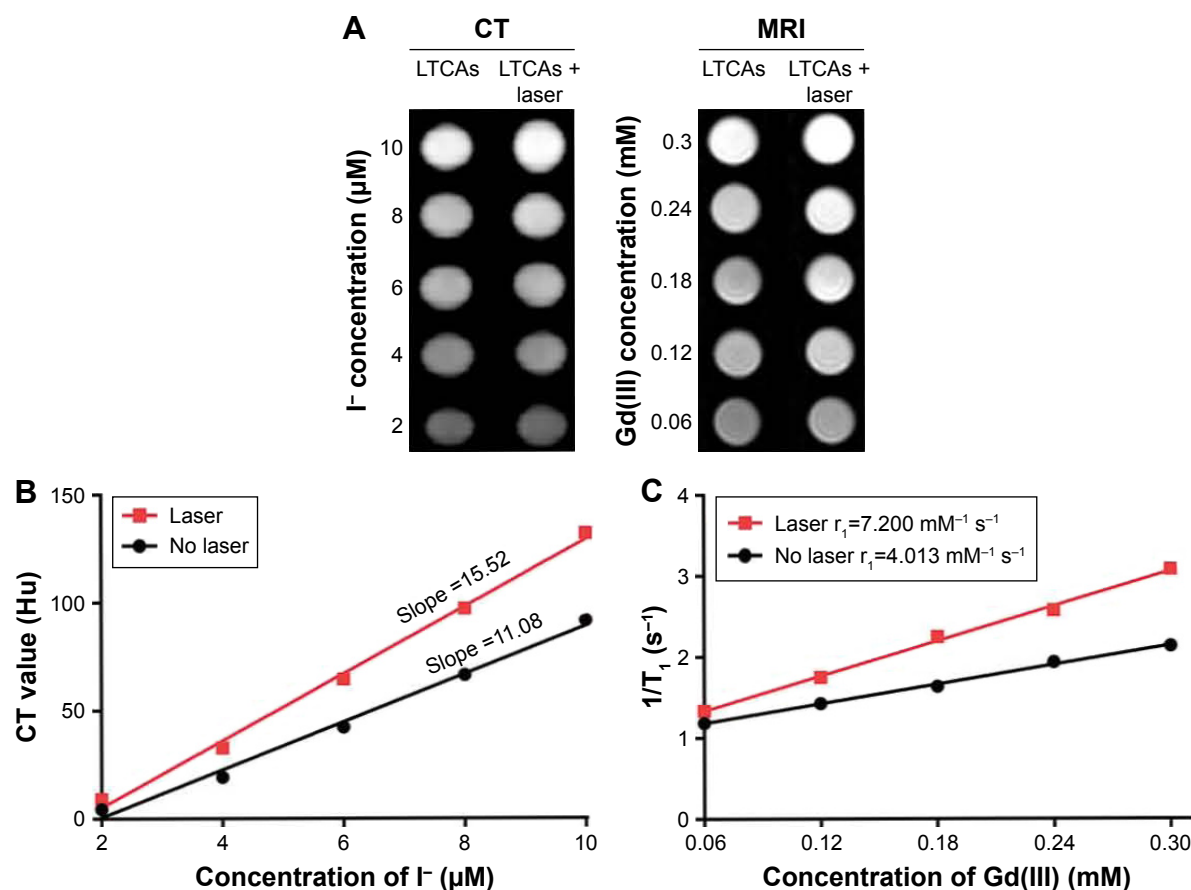 A
CT
MRI
LTCAs
LTCAs +
laser
LTCAs
LTCAs +
laser
I⁻ concentration (µM)
10
8
6
4
2
Gd(III) concentration (mM)
0.3
0.24
0.18
0.12
0.06
B
Laser
No laser
CT value (Hu)
150
100
50
0
Slope =15.52
Slope =11.08
2 4 6 8 10
Concentration of I⁻ (µM)
C
Laser r₁=7.200 mM⁻¹ s⁻¹
No laser r₁=4.013 mM⁻¹ s⁻¹
1/T₁ (s⁻¹)
4
3
2
1
0
0.06 0.12 0.18 0.24 0.30
Concentration of Gd(III) (mM)